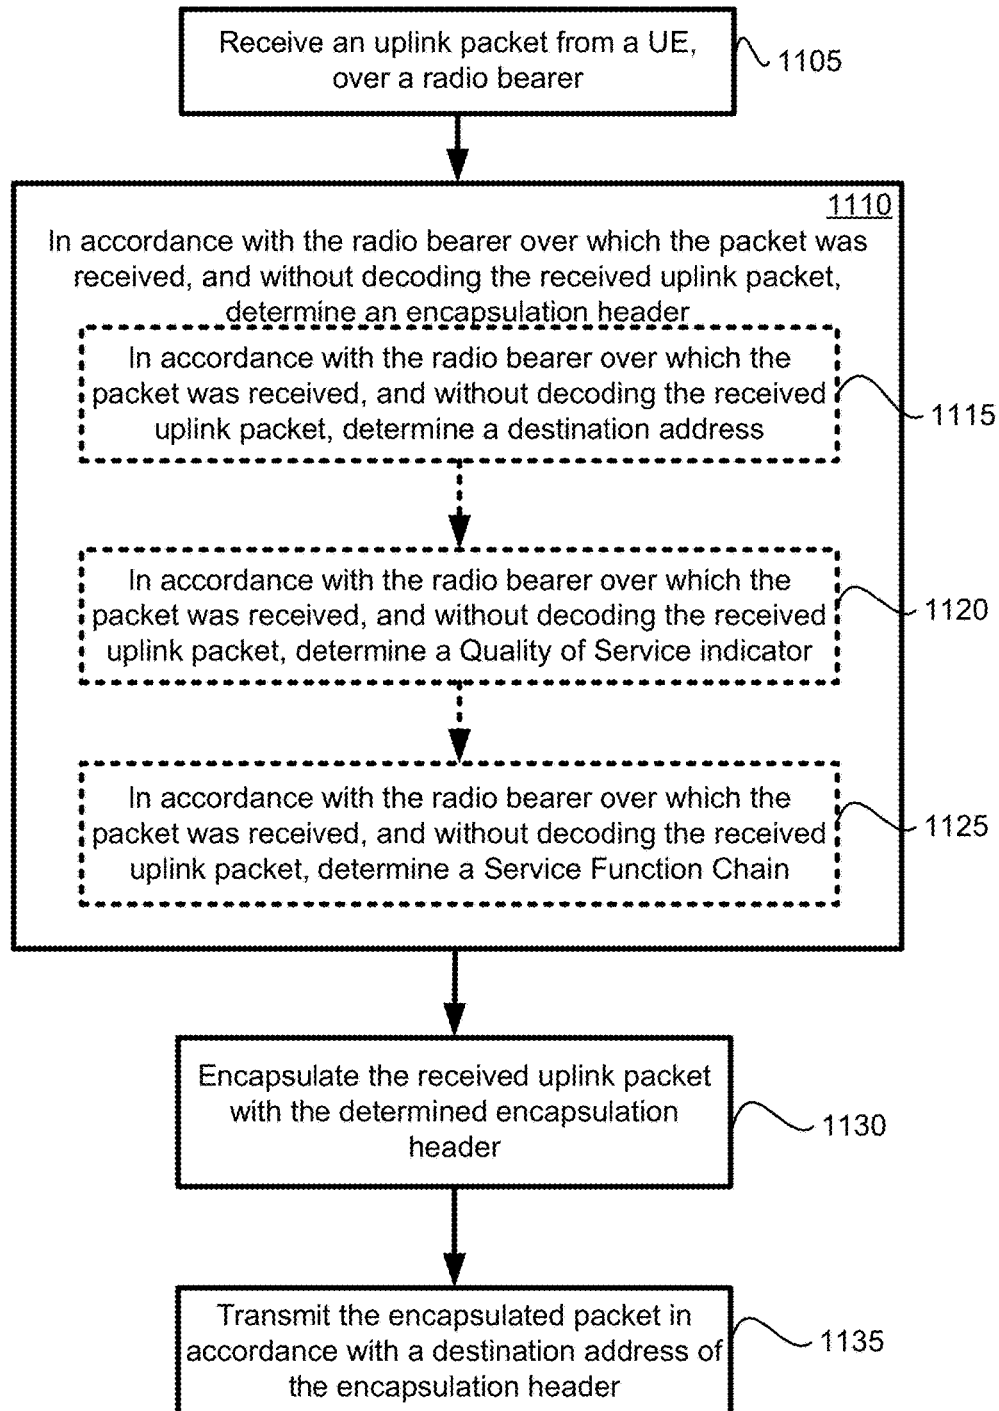 Receive an uplink packet from a UE,
over a radio bearer
1105
1110
In accordance with the radio bearer over which the packet was
received, and without decoding the received uplink packet,
determine an encapsulation header
In accordance with the radio bearer over which the
packet was received, and without decoding the received
uplink packet, determine a destination address
1115
In accordance with the radio bearer over which the
packet was received, and without decoding the received
uplink packet, determine a Quality of Service indicator
1120
In accordance with the radio bearer over which the
packet was received, and without decoding the received
uplink packet, determine a Service Function Chain
1125
Encapsulate the received uplink packet
with the determined encapsulation
header
1130
Transmit the encapsulated packet in
accordance with a destination address of
the encapsulation header
1135